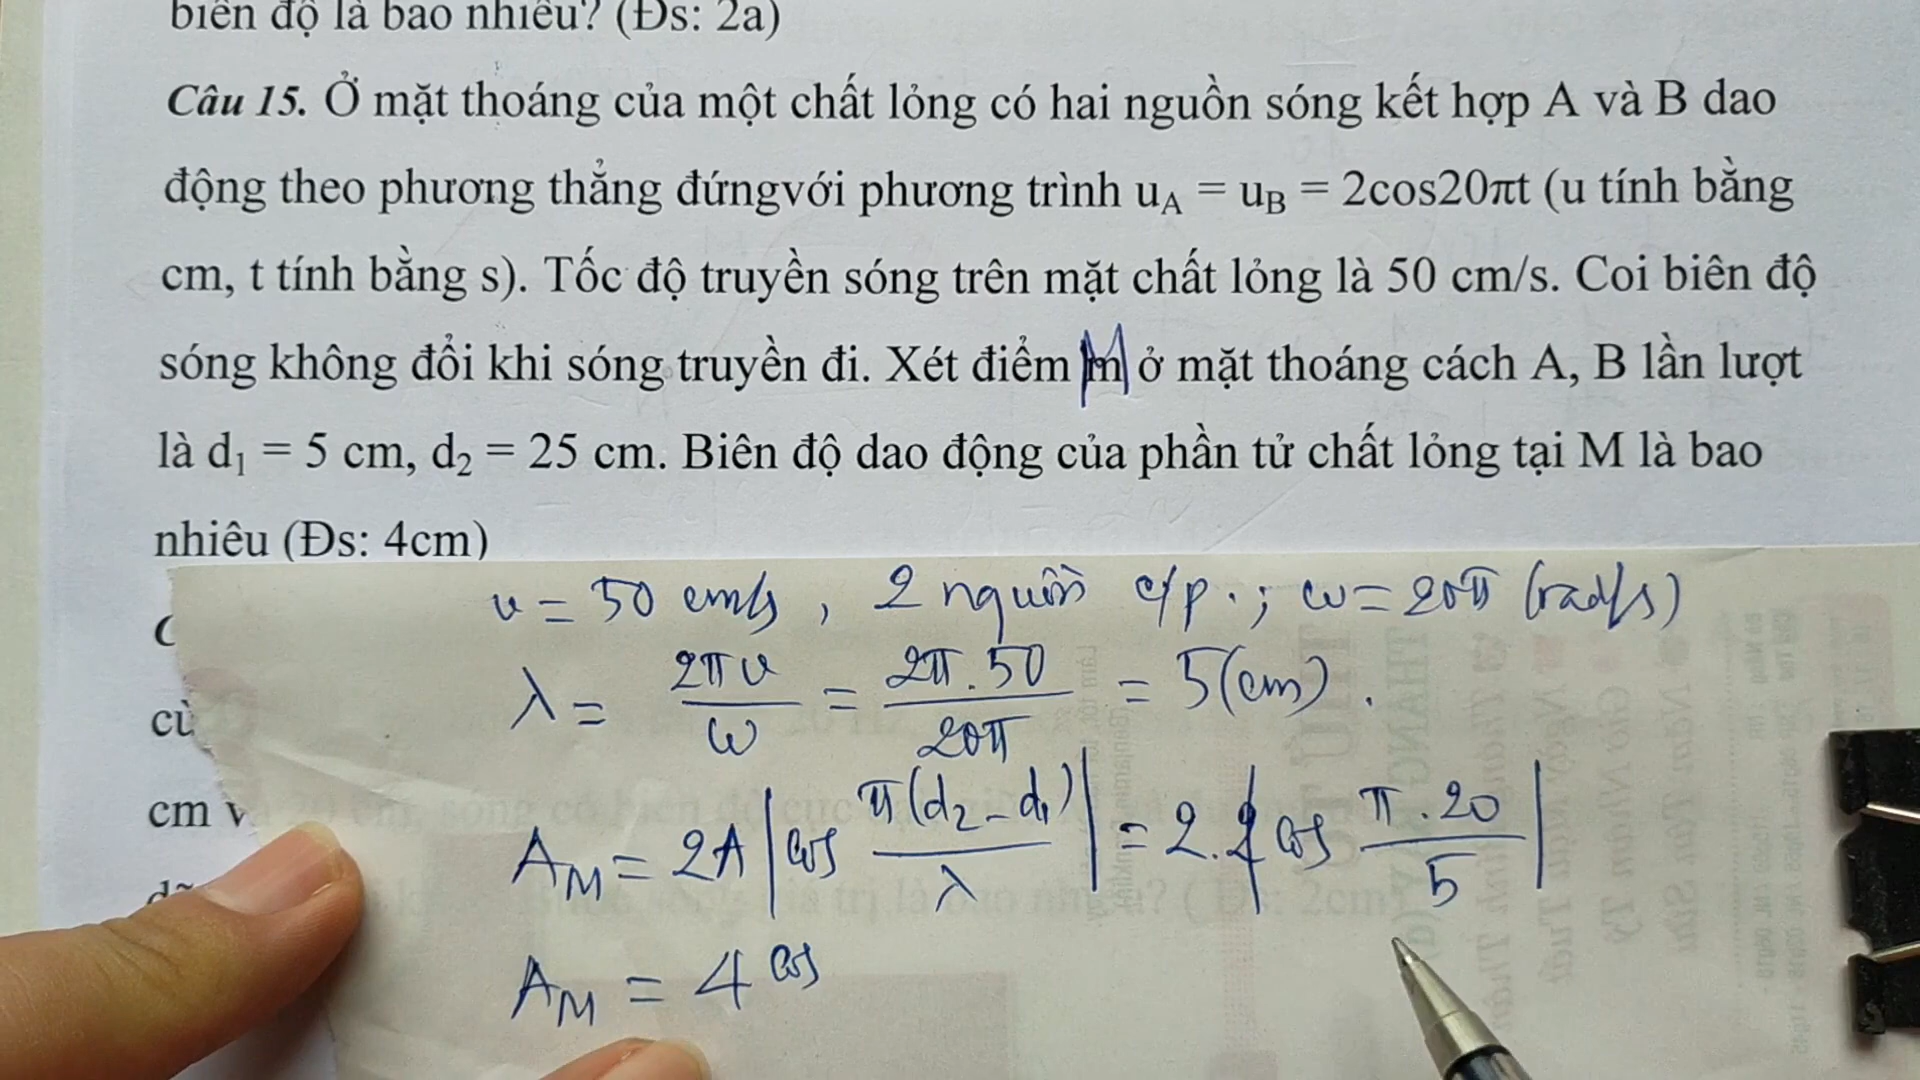 biên độ là bao nhiêu? (Đs: 2a)
Câu 15. Ở mặt thoáng của một chất lỏng có hai nguồn sóng kết hợp A và B dao
động theo phương thẳng đứngvới phương trình uA = uB = 2cos20πt (u tính bằng
cm, t tính bằng s). Tốc độ truyền sóng trên mặt chất lỏng là 50 cm/s. Coi biên độ
sóng không đổi khi sóng truyền đi. Xét điểm M ở mặt thoáng cách A, B lần lượt
là d1 = 5 cm, d2 = 25 cm. Biên độ dao động của phần tử chất lỏng tại M là bao
nhiêu (Đs: 4cm)
v = 50 cm/s, 2 nguồn c/p.; ω = 20π (rad/s)
λ = 2πv/ω = 2π.50/20π = 5(cm).
AM = 2A|cos π(d2-d1)/λ| = 2.2|cos π.20/5|
AM = 4 cos
cù
cm v